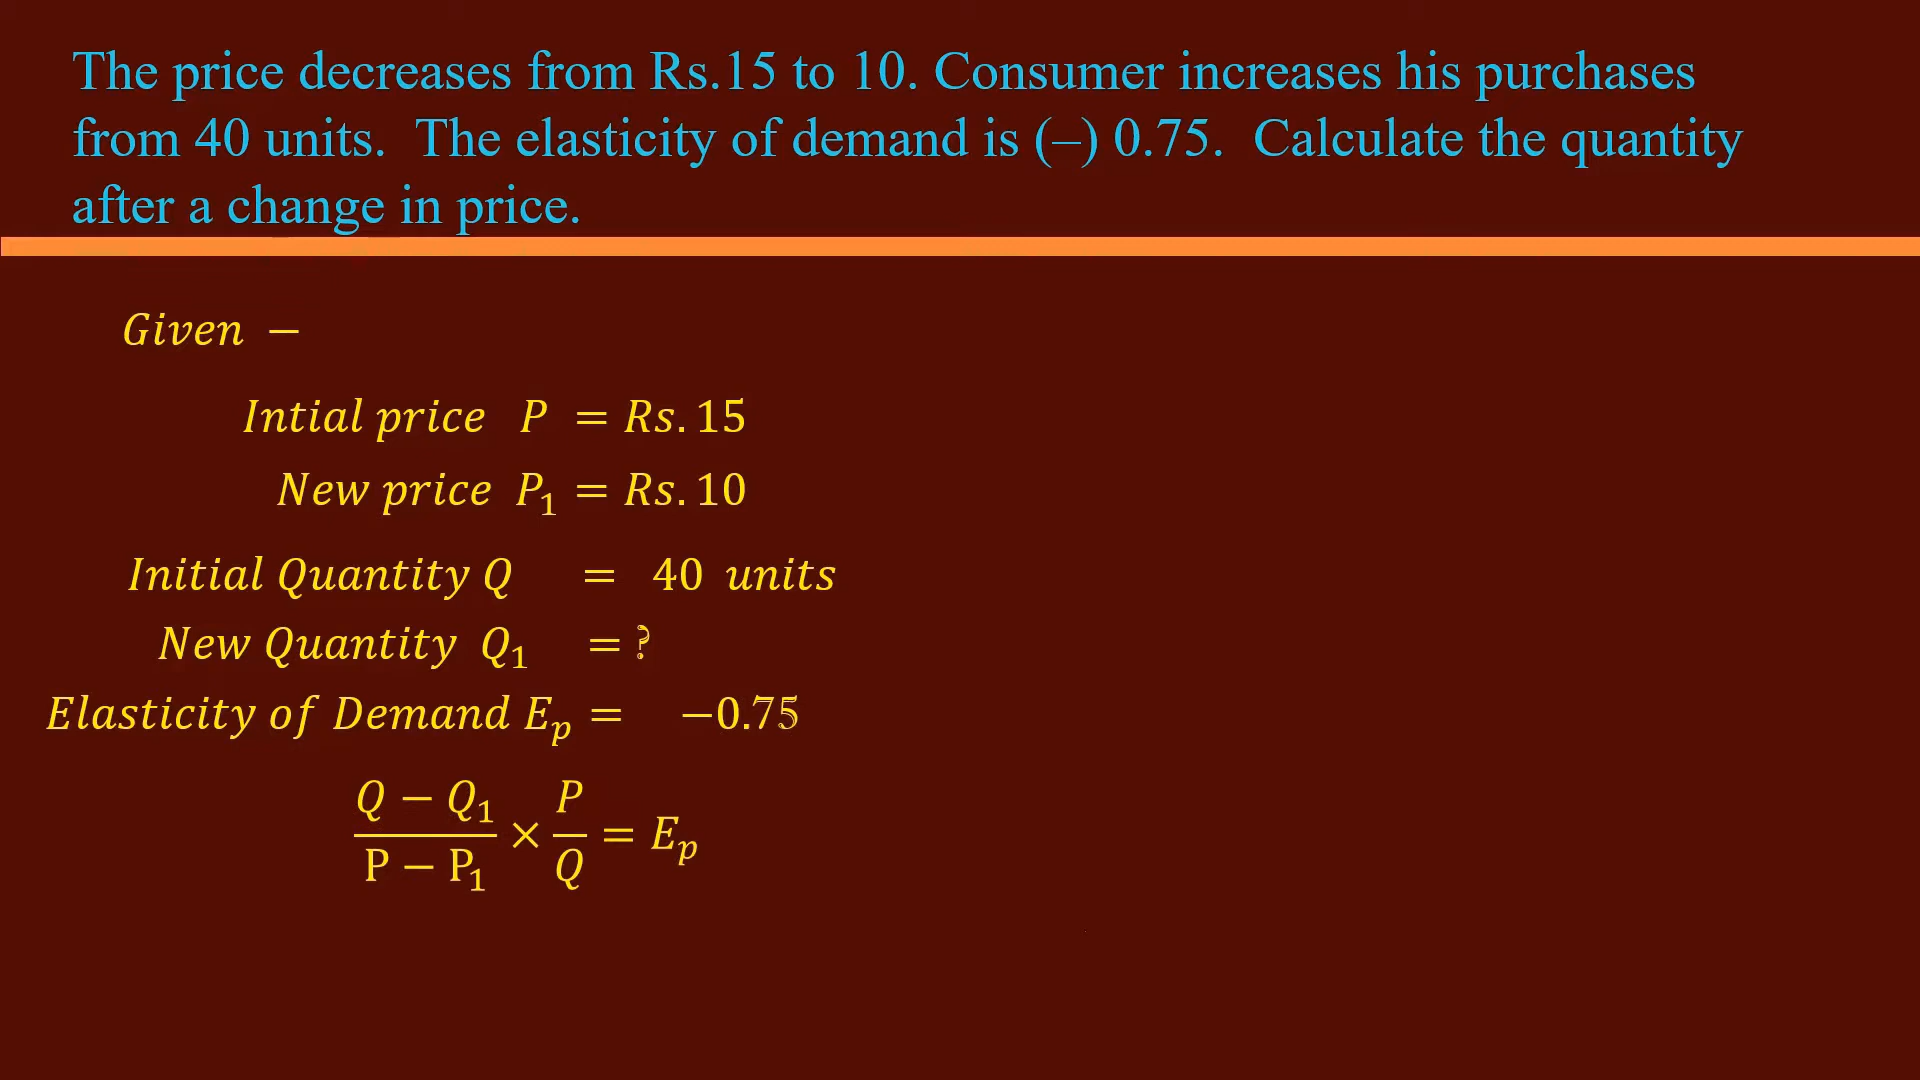 The price decreases from Rs.15 to 10. Consumer increases his purchases
from 40 units. The elasticity of demand is (–) 0.75. Calculate the quantity
after a change in price.
Given −
Intial price P = Rs. 15
New price P₁ = Rs. 10
Initial Quantity Q = 40 units
New Quantity Q₁ = ?
Elasticity of Demand Eₚ = −0.75
(Q − Q₁)/(P − P₁) × P/Q = Eₚ